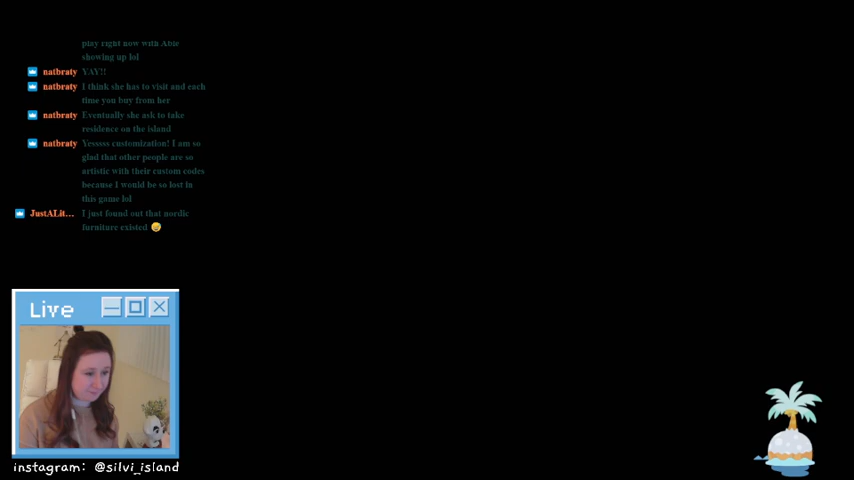 play right now with Able
showing up lol
natbraty YAY!!
natbraty I think she has to visit and each
time you buy from her
natbraty Eventually she ask to take
residence on the island
natbraty Yesssss customization! I am so
glad that other people are so
artistic with their custom codes
because I would be so lost in
this game lol
JustALit... I just found out that nordic
furniture existed
Live
instagram: @silvi_island